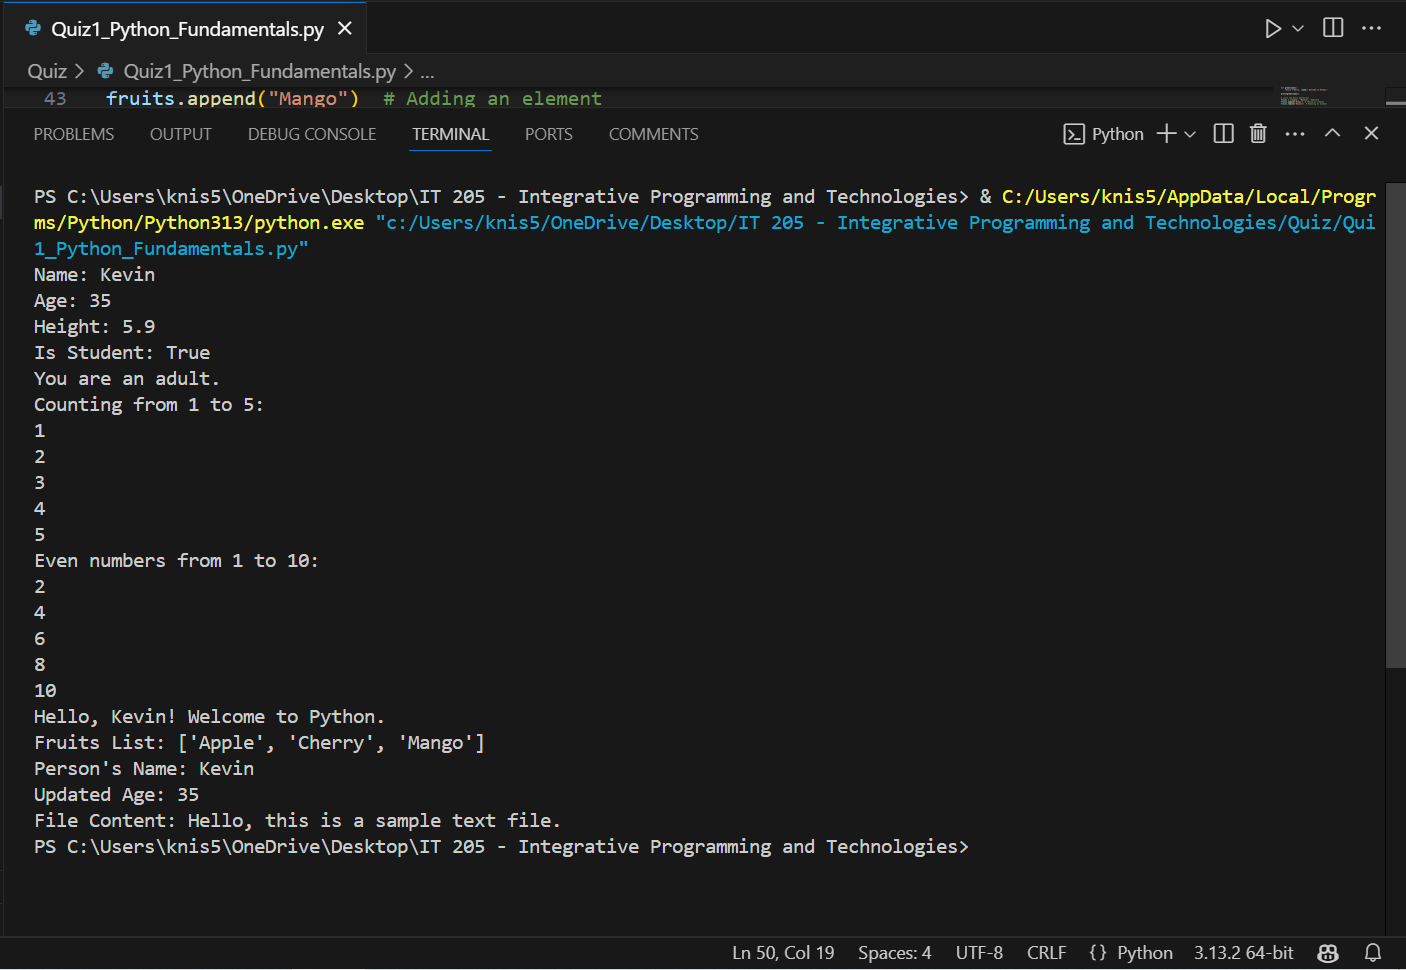 Quiz1_Python_Fundamentals.py
Quiz > Quiz1_Python_Fundamentals.py > ...
43 fruits.append("Mango") # Adding an element
PROBLEMS OUTPUT DEBUG CONSOLE TERMINAL PORTS COMMENTS Python
PS C:\Users\knis5\OneDrive\Desktop\IT 205 - Integrative Programming and Technologies> & C:/Users/knis5/AppData/Local/Progr
ms/Python/Python313/python.exe "c:/Users/knis5/OneDrive/Desktop/IT 205 - Integrative Programming and Technologies/Quiz/Qui
1_Python_Fundamentals.py"
Name: Kevin
Age: 35
Height: 5.9
Is Student: True
You are an adult.
Counting from 1 to 5:
1
2
3
4
5
Even numbers from 1 to 10:
2
4
6
8
10
Hello, Kevin! Welcome to Python.
Fruits List: ['Apple', 'Cherry', 'Mango']
Person's Name: Kevin
Updated Age: 35
File Content: Hello, this is a sample text file.
PS C:\Users\knis5\OneDrive\Desktop\IT 205 - Integrative Programming and Technologies>
Ln 50, Col 19 Spaces: 4 UTF-8 CRLF {} Python 3.13.2 64-bit